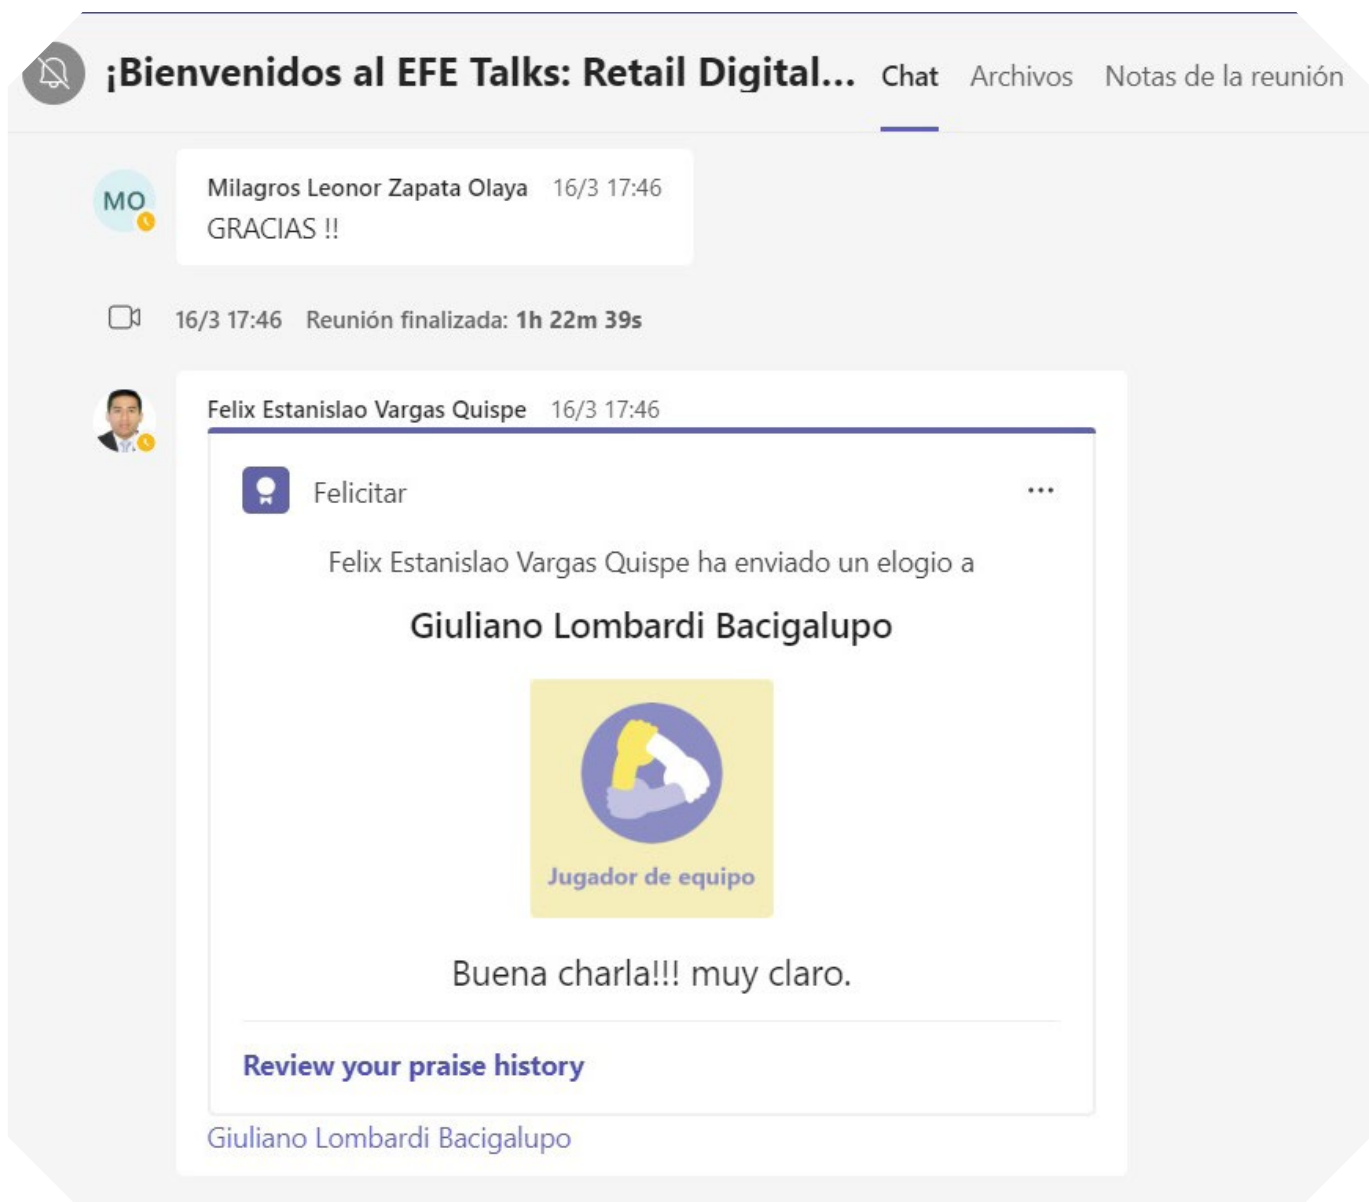 ¡Bienvenidos al EFE Talks: Retail Digital... Chat Archivos Notas de la reunión
MO
Milagros Leonor Zapata Olaya 16/3 17:46
GRACIAS !!
16/3 17:46 Reunión finalizada: 1h 22m 39s
Felix Estanislao Vargas Quispe 16/3 17:46
Felicitar
Felix Estanislao Vargas Quispe ha enviado un elogio a
Giuliano Lombardi Bacigalupo
Jugador de equipo
Buena charla!!! muy claro.
Review your praise history
Giuliano Lombardi Bacigalupo